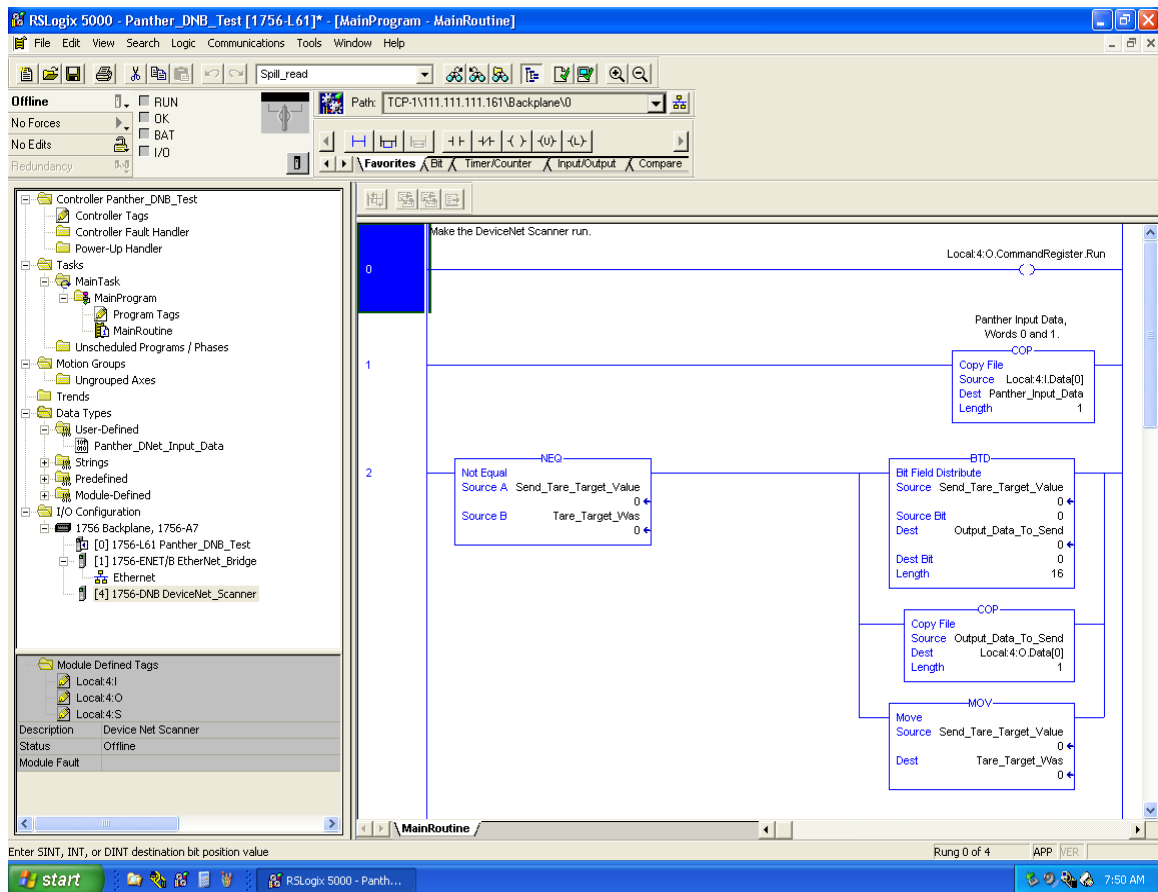 RSLogix 5000 - Panther_DNB_Test [1756-L61]* - [MainProgram - MainRoutine]
File Edit View Search Logic Communications Tools Window Help
Spill_read
Offline
RUN
Path: TCP-1\111.111.111.161\Backplane\0
No Forces
OK
No Edits
BAT
Redundancy
I/O
Favorites Bit Timer/Counter Input/Output Compare
Controller Panther_DNB_Test
Controller Tags
Controller Fault Handler
Power-Up Handler
Tasks
MainTask
MainProgram
Program Tags
MainRoutine
Unscheduled Programs / Phases
Motion Groups
Ungrouped Axes
Trends
Data Types
User-Defined
Panther_DNet_Input_Data
Strings
Predefined
Module-Defined
I/O Configuration
1756 Backplane, 1756-A7
[0] 1756-L61 Panther_DNB_Test
[1] 1756-ENET/B EtherNet_Bridge
Ethernet
[4] 1756-DNB DeviceNet_Scanner
Module Defined Tags
Local:4:I
Local:4:O
Local:4:S
Description Device Net Scanner
Status Offline
Module Fault
Make the DeviceNet Scanner run.
Local:4:O.CommandRegister.Run
0
Panther Input Data,
Words 0 and 1.
1
COP
Copy File
Source Local:4:I.Data[0]
Dest Panther_Input_Data
Length 1
2
NEQ
Not Equal
Source A Send_Tare_Target_Value
0
Source B Tare_Target_Was
0
BTD
Bit Field Distribute
Source Send_Tare_Target_Value
0
Source Bit 0
Dest Output_Data_To_Send
0
Dest Bit 0
Length 16
COP
Copy File
Source Output_Data_To_Send
Dest Local:4:O.Data[0]
Length 1
MOV
Move
Source Send_Tare_Target_Value
0
Dest Tare_Target_Was
0
MainRoutine
Enter SINT, INT, or DINT destination bit position value
Rung 0 of 4 APP VER
start
RSLogix 5000 - Panth...
7:50 AM